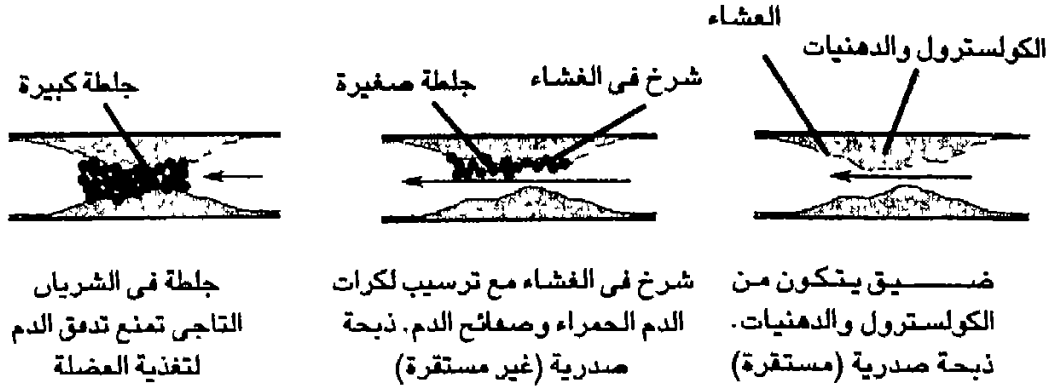 الغشاء
الكولسترول والدهنيات
شرخ فى الغشاء
جلطة صغيرة
جلطة كبيرة
ضـــــيق يتكون من
الكولسترول والدهنيات.
ذبحة صدرية (مستقرة)
شرخ فى الغشاء مع ترسيب لكرات
الدم الحمراء وصفائح الدم. ذبحة
صدرية (غير مستقرة)
جلطة فى الشريان
التاجى تمنع تدفق الدم
لتغذية العضلة